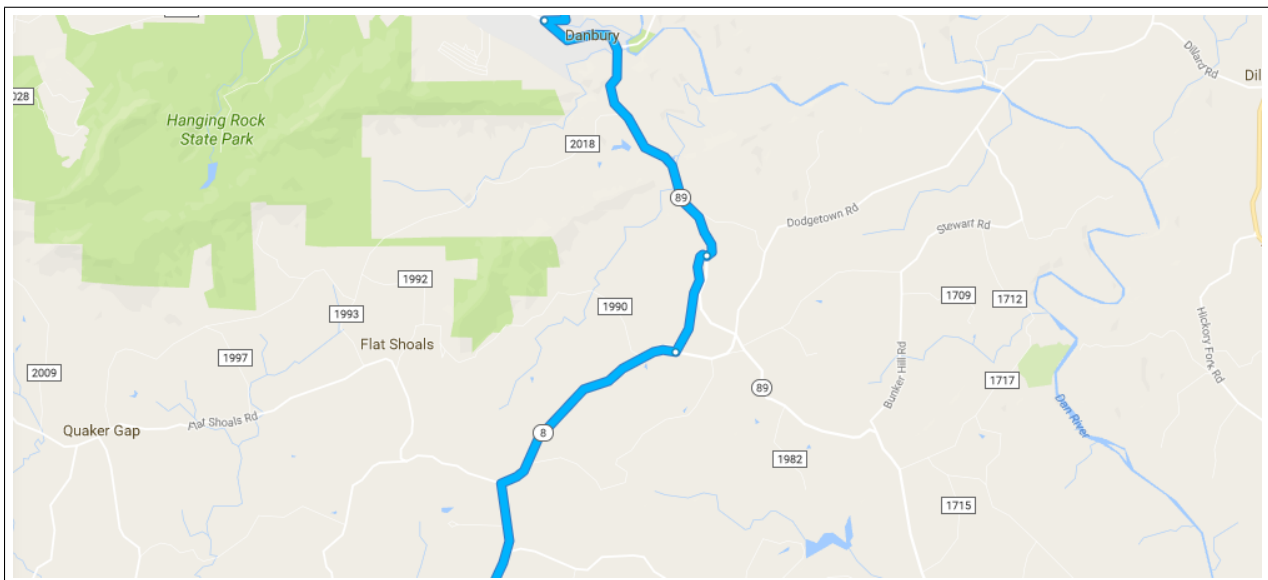 Danbury
Dillard Rd
Dil
028
Hanging Rock
State Park
2018
89
Dodgetown Rd
Stewart Rd
1992
1709
1712
1990
1993
Hickory Fork Rd
Flat Shoals
1997
2009
Bunker Hill Rd
1717
89
Dan River
Flat Shoals Rd
Quaker Gap
8
1982
1715